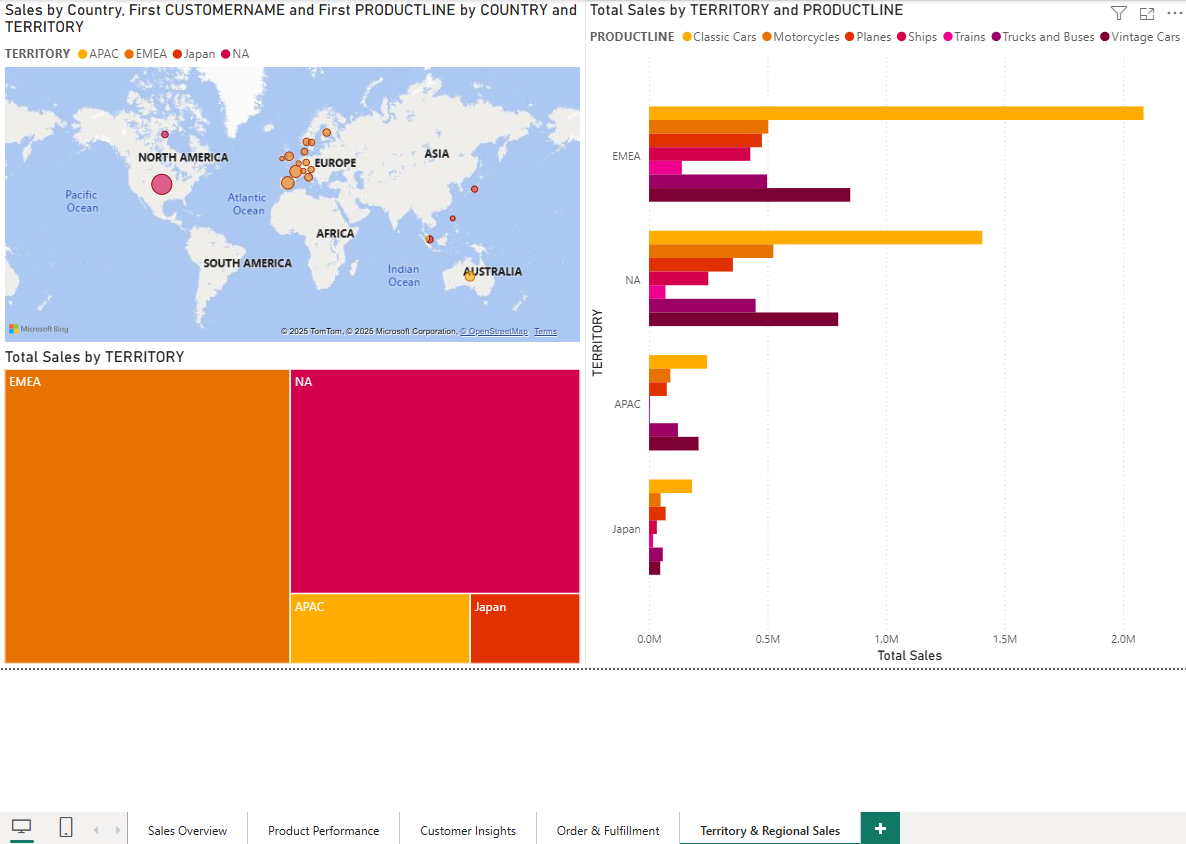 Sales by Country, First CUSTOMERNAME and First PRODUCTLINE by COUNTRY and
TERRITORY
TERRITORY APAC EMEA Japan NA
NORTH AMERICA
EUROPE
ASIA
Pacific
Ocean
Atlantic
Ocean
AFRICA
SOUTH AMERICA
Indian
Ocean
AUSTRALIA
Microsoft Bing
© 2025 TomTom, © 2025 Microsoft Corporation, © OpenStreetMap Terms
Total Sales by TERRITORY
EMEA
NA
APAC
Japan
Total Sales by TERRITORY and PRODUCTLINE
PRODUCTLINE Classic Cars Motorcycles Planes Ships Trains Trucks and Buses Vintage Cars
TERRITORY
EMEA
NA
APAC
Japan
0.0M 0.5M 1.0M 1.5M 2.0M
Total Sales
Sales Overview Product Performance Customer Insights Order & Fulfillment Territory & Regional Sales +